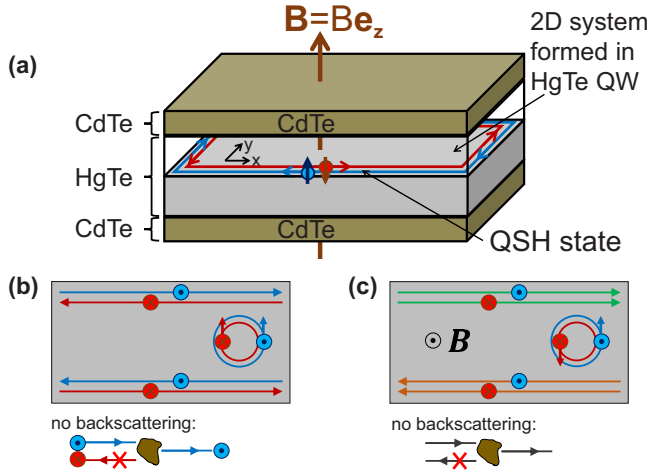 B=Be_z
2D system
formed in
HgTe QW
(a)
CdTe
CdTe
y
x
HgTe
CdTe
CdTe
QSH state
(b)
(c)
B
no backscattering:
no backscattering: